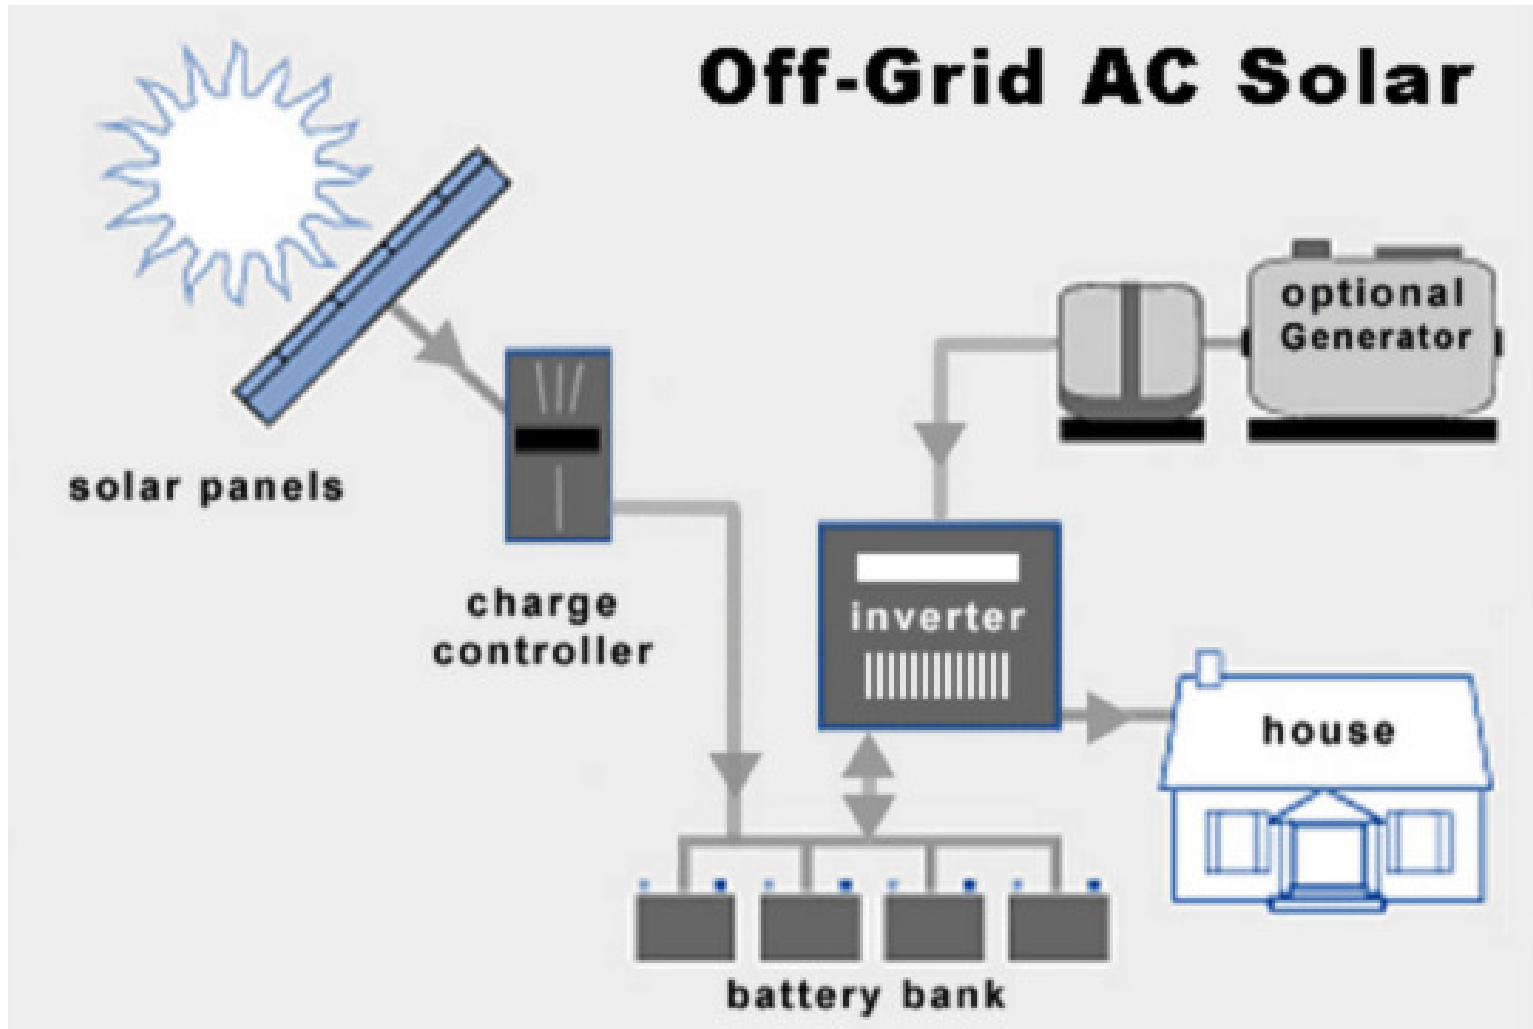 Off-Grid AC Solar
optional
Generator
solar panels
charge
controller
inverter
house
battery bank